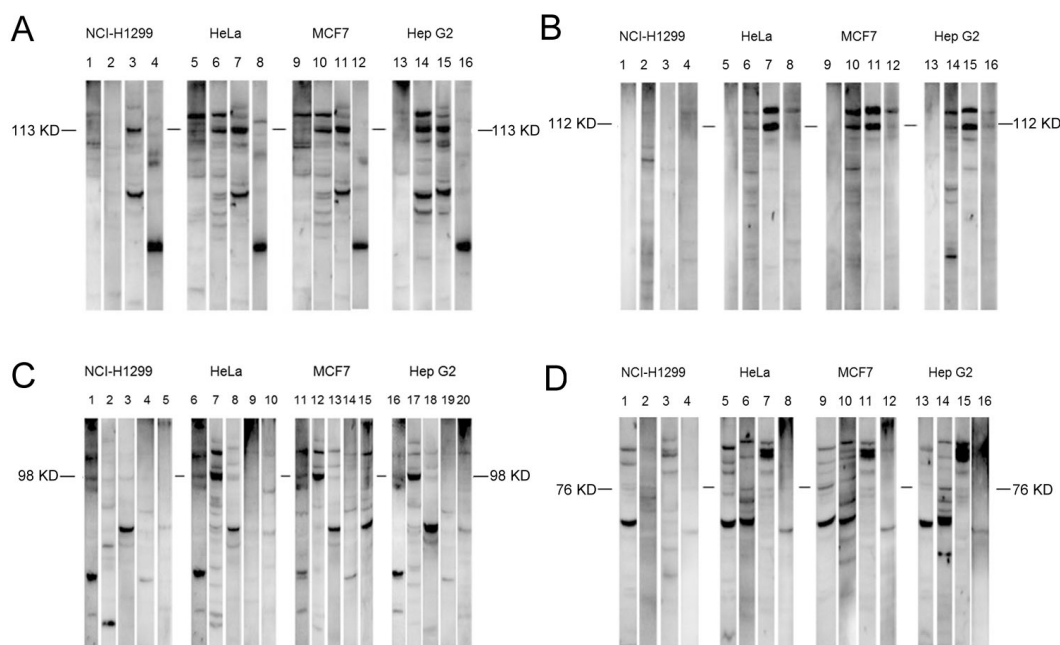 A
NCI-H1299 HeLa MCF7 Hep G2
1 2 3 4 5 6 7 8 9 10 11 12 13 14 15 16
113 KD 113 KD
B
NCI-H1299 HeLa MCF7 Hep G2
1 2 3 4 5 6 7 8 9 10 11 12 13 14 15 16
112 KD 112 KD
C
NCI-H1299 HeLa MCF7 Hep G2
1 2 3 4 5 6 7 8 9 10 11 12 13 14 15 16 17 18 19 20
98 KD 98 KD
D
NCI-H1299 HeLa MCF7 Hep G2
1 2 3 4 5 6 7 8 9 10 11 12 13 14 15 16
76 KD 76 KD